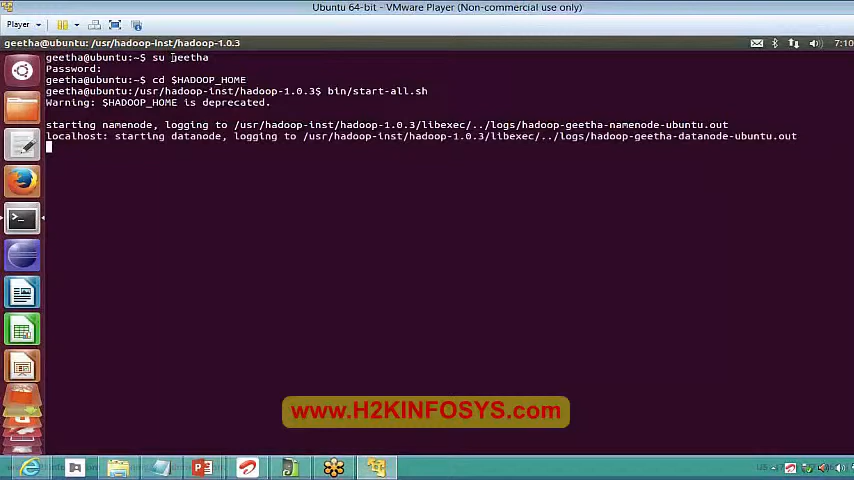 Ubuntu 64-bit - VMware Player (Non-commercial use only)
Player
geetha@ubuntu: /usr/hadoop-inst/hadoop-1.0.3
7:10
geetha@ubuntu:~$ su geetha
Password:
geetha@ubuntu:~$ cd $HADOOP_HOME
geetha@ubuntu:/usr/hadoop-inst/hadoop-1.0.3$ bin/start-all.sh
Warning: $HADOOP_HOME is deprecated.
starting namenode, logging to /usr/hadoop-inst/hadoop-1.0.3/libexec/../logs/hadoop-geetha-namenode-ubuntu.out
localhost: starting datanode, logging to /usr/hadoop-inst/hadoop-1.0.3/libexec/../logs/hadoop-geetha-datanode-ubuntu.out
www.H2KINFOSYS.com
US